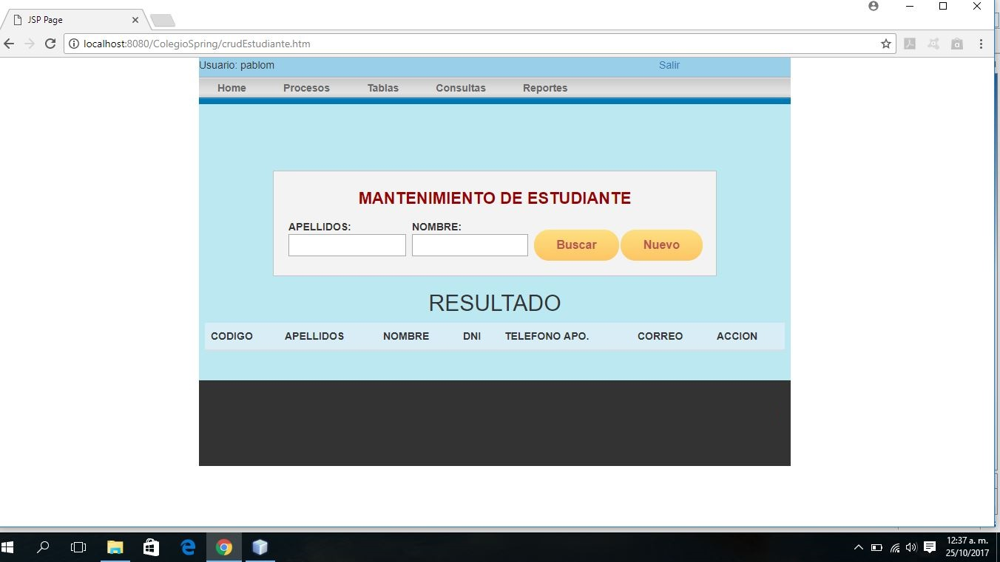 JSP Page
localhost:8080/ColegioSpring/crudEstudiante.htm
Usuario: pablom Salir
Home Procesos Tablas Consultas Reportes
MANTENIMIENTO DE ESTUDIANTE
APELLIDOS: NOMBRE:
Buscar Nuevo
RESULTADO
CODIGO APELLIDOS NOMBRE DNI TELEFONO APO. CORREO ACCION
12:37 a. m.
25/10/2017